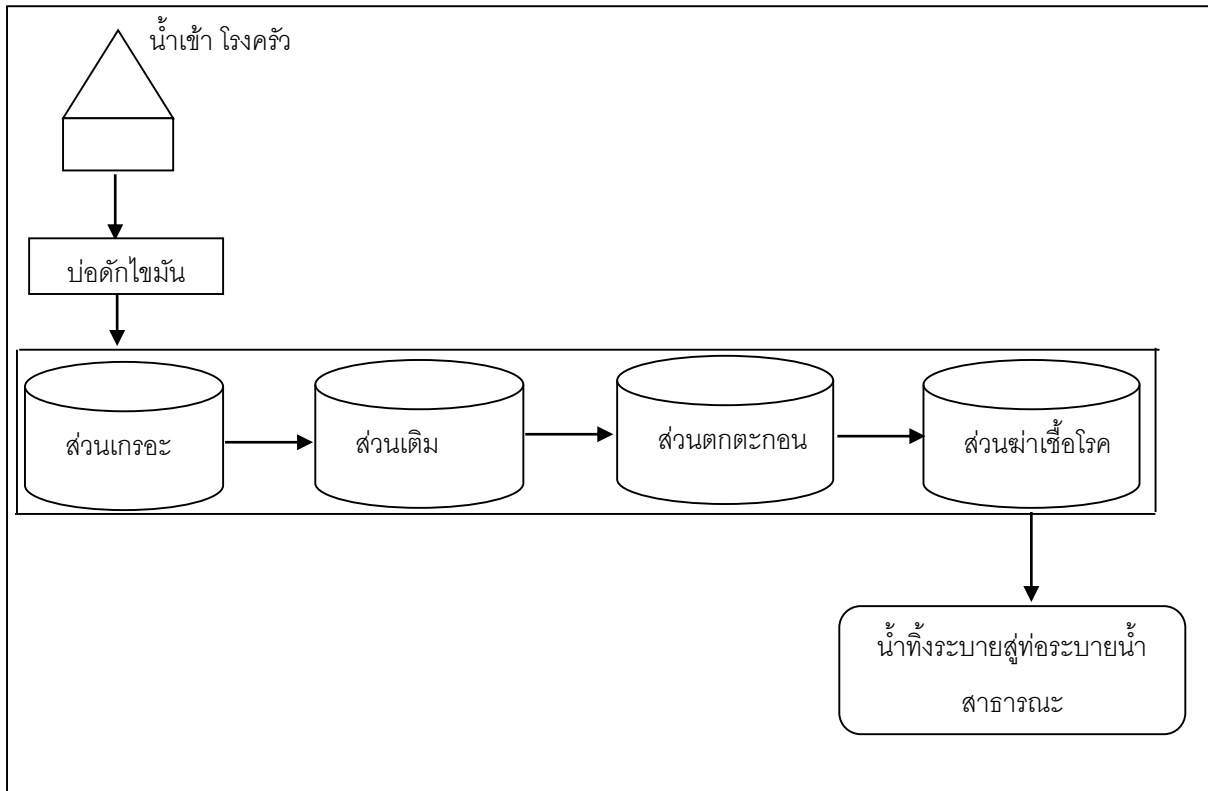 น้ำเข้า โรงครัว
บ่อดักไขมัน
ส่วนเกรอะ
ส่วนเติม
ส่วนตกตะกอน
ส่วนฆ่าเชื้อโรค
น้ำทิ้งระบายสู่ท่อระบายน้ำ
สาธารณะ